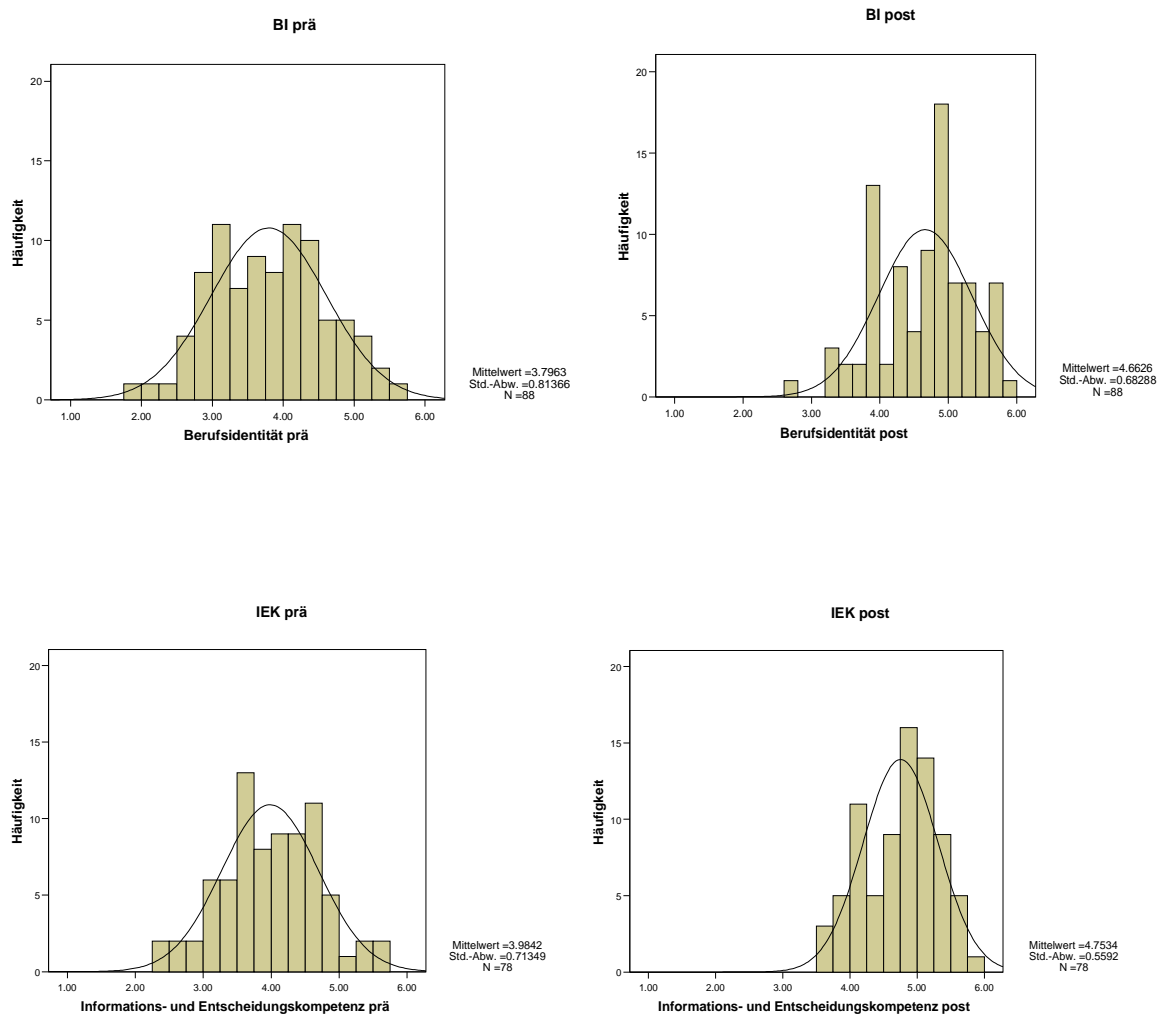 BI prä
20
15
10
5
0
Häufigkeit
1.00 2.00 3.00 4.00 5.00 6.00
Berufsidentität prä
Mittelwert =3.7963
Std.-Abw. =0.81366
N =88
BI post
20
15
10
5
0
Häufigkeit
1.00 2.00 3.00 4.00 5.00 6.00
Berufsidentität post
Mittelwert =4.6626
Std.-Abw. =0.68288
N =88
IEK prä
20
15
10
5
0
Häufigkeit
1.00 2.00 3.00 4.00 5.00 6.00
Informations- und Entscheidungskompetenz prä
Mittelwert =3.9842
Std.-Abw. =0.71349
N =78
IEK post
20
15
10
5
0
Häufigkeit
1.00 2.00 3.00 4.00 5.00 6.00
Informations- und Entscheidungskompetenz post
Mittelwert =4.7534
Std.-Abw. =0.5592
N =78